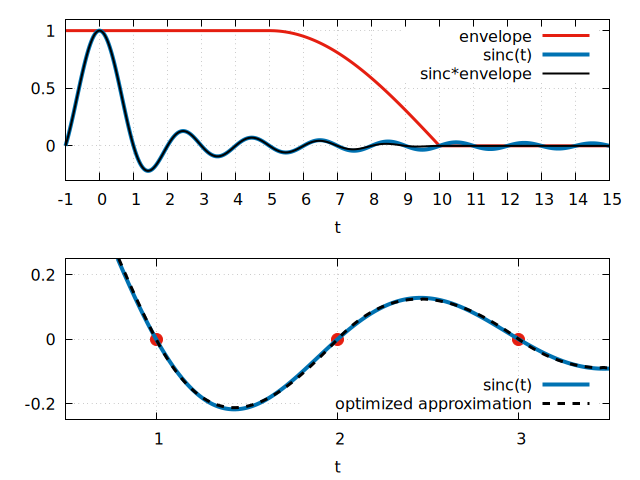 1
0.5
0
envelope
sinc(t)
sinc*envelope
-1 0 1 2 3 4 5 6 7 8 9 10 11 12 13 14 15
t
0.2
0
-0.2
sinc(t)
optimized approximation
1 2 3
t